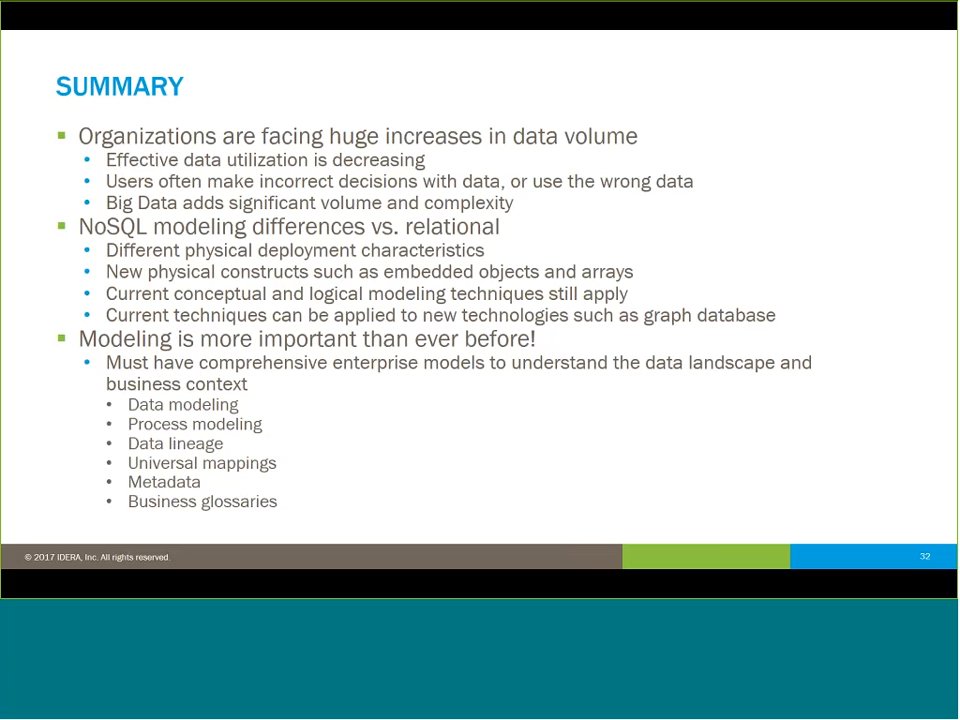 SUMMARY
▪ Organizations are facing huge increases in data volume
• Effective data utilization is decreasing
• Users often make incorrect decisions with data, or use the wrong data
• Big Data adds significant volume and complexity
▪ NoSQL modeling differences vs. relational
• Different physical deployment characteristics
• New physical constructs such as embedded objects and arrays
• Current conceptual and logical modeling techniques still apply
• Current techniques can be applied to new technologies such as graph database
▪ Modeling is more important than ever before!
• Must have comprehensive enterprise models to understand the data landscape and
business context
• Data modeling
• Process modeling
• Data lineage
• Universal mappings
• Metadata
• Business glossaries
© 2017 IDERA, Inc. All rights reserved.
32